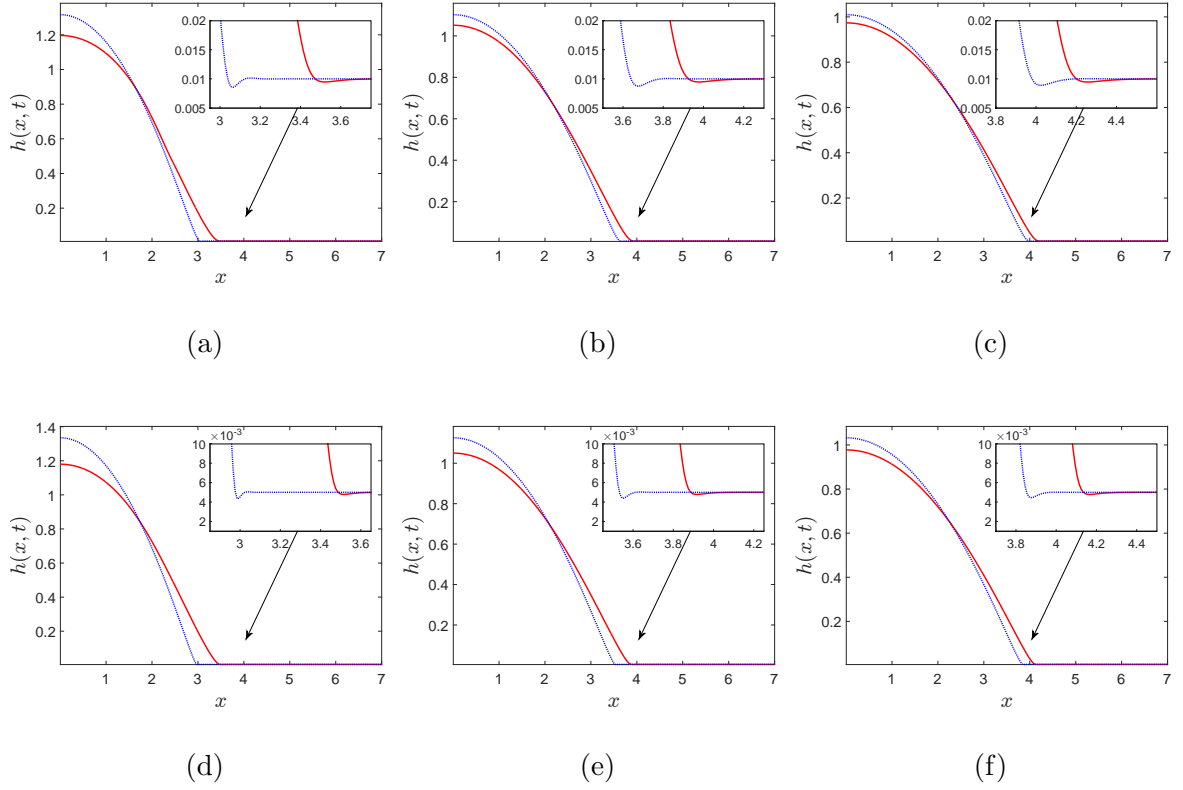 0.02
0.015
0.01
0.005
3 3.2 3.4 3.6
1.2
1
0.8
0.6
0.4
0.2
h(x, t)
1 2 3 4 5 6 7
x
(a)
0.02
0.015
0.01
0.005
3.6 3.8 4 4.2
1
0.8
0.6
0.4
0.2
h(x, t)
1 2 3 4 5 6 7
x
(b)
0.02
0.015
0.01
0.005
3.8 4 4.2 4.4
1
0.8
0.6
0.4
0.2
h(x, t)
1 2 3 4 5 6 7
x
(c)
×10⁻³
10
8
6
4
2
3 3.2 3.4 3.6
1.4
1.2
1
0.8
0.6
0.4
0.2
h(x, t)
1 2 3 4 5 6 7
x
(d)
×10⁻³
10
8
6
4
2
3.6 3.8 4 4.2
1
0.8
0.6
0.4
0.2
h(x, t)
1 2 3 4 5 6 7
x
(e)
×10⁻³
10
8
6
4
2
3.8 4 4.2 4.4
1
0.8
0.6
0.4
0.2
h(x, t)
1 2 3 4 5 6 7
x
(f)